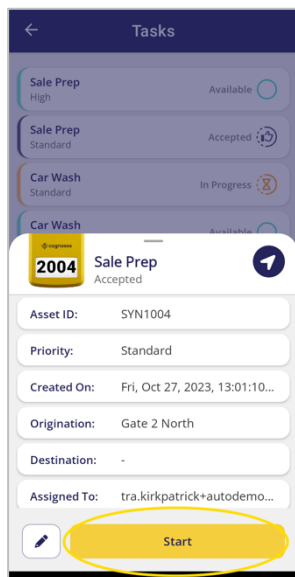 Tasks
Sale Prep
High
Available
Sale Prep
Standard
Accepted
Car Wash
Standard
In Progress
Car Wash
Available
cognosos
2004
Sale Prep
Accepted
Asset ID: SYN1004
Priority: Standard
Created On: Fri, Oct 27, 2023, 13:01:10...
Origination: Gate 2 North
Destination: -
Assigned To: tra.kirkpatrick+autodemo...
Start